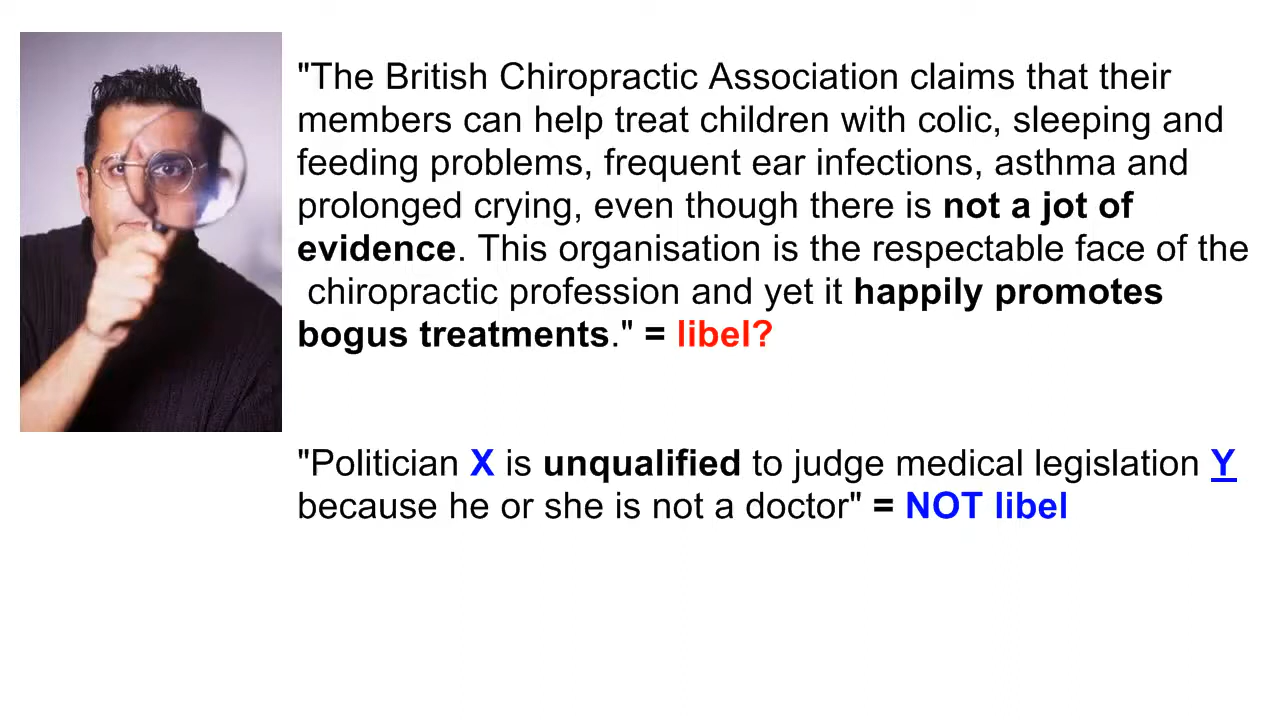 "The British Chiropractic Association claims that their
members can help treat children with colic, sleeping and
feeding problems, frequent ear infections, asthma and
prolonged crying, even though there is not a jot of
evidence. This organisation is the respectable face of the
chiropractic profession and yet it happily promotes
bogus treatments." = libel?
"Politician X is unqualified to judge medical legislation Y
because he or she is not a doctor" = NOT libel